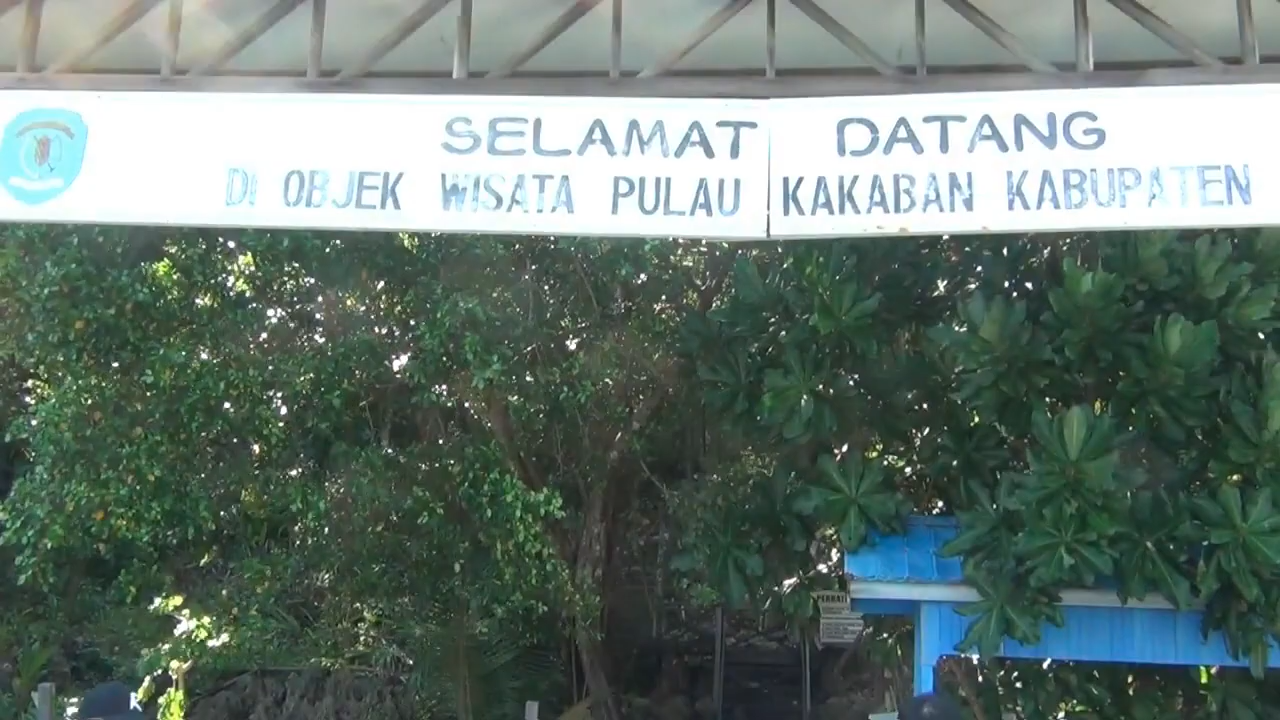 SELAMAT DATANG
DI OBJEK WISATA PULAU KAKABAN KABUPATEN